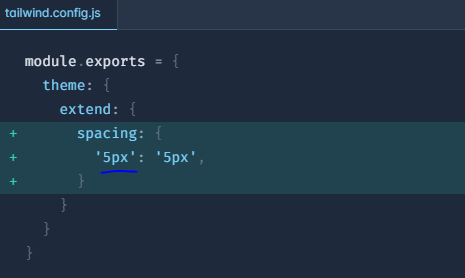 tailwind.config.js
module.exports = {
theme: {
extend: {
+ spacing: {
+ '5px': '5px',
+ }
}
}
}